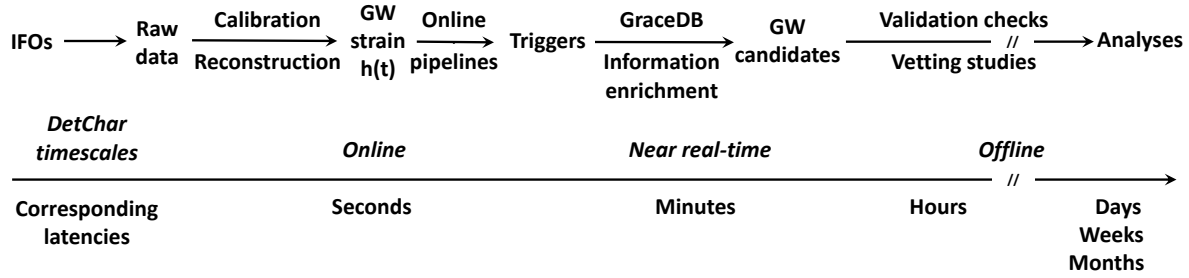 IFOs
Raw
data
Calibration
Reconstruction
GW
strain
h(t)
Online
pipelines
Triggers
GraceDB
Information
enrichment
GW
candidates
Validation checks
//
Vetting studies
Analyses
DetChar
timescales
Online
Near real-time
Offline
//
Corresponding
latencies
Seconds
Minutes
Hours
Days
Weeks
Months